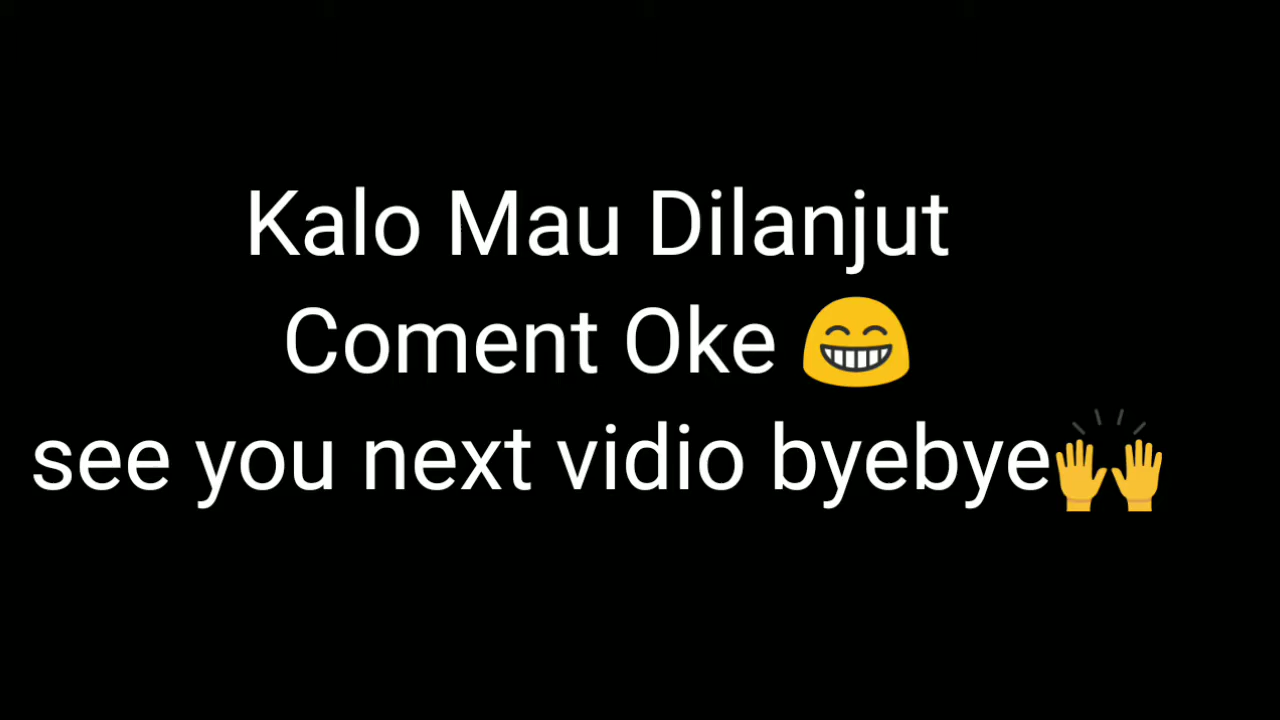 Kalo Mau Dilanjut
Coment Oke 😁
see you next vidio byebye🙌